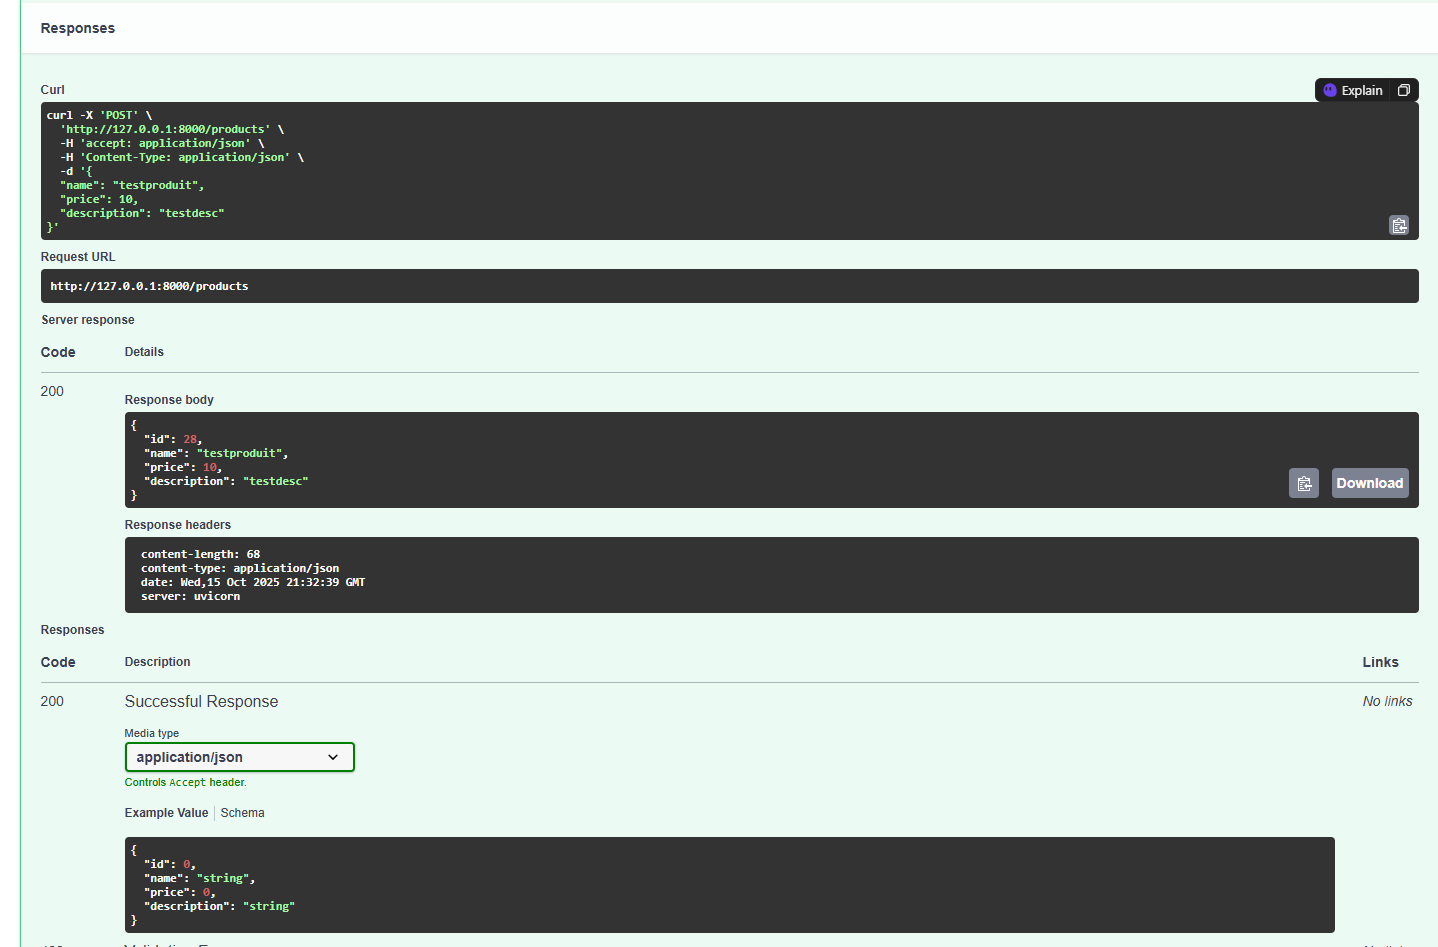 Responses
Curl
Explain
curl -X 'POST' \
  'http://127.0.0.1:8000/products' \
  -H 'accept: application/json' \
  -H 'Content-Type: application/json' \
  -d '{
  "name": "testproduit",
  "price": 10,
  "description": "testdesc"
}'
Request URL
http://127.0.0.1:8000/products
Server response
Code Details
200
Response body
{
  "id": 28,
  "name": "testproduit",
  "price": 10,
  "description": "testdesc"
}
Download
Response headers
content-length: 68
content-type: application/json
date: Wed,15 Oct 2025 21:32:39 GMT
server: uvicorn
Responses
Code Description Links
200 Successful Response No links
Media type
application/json
Controls Accept header.
Example Value Schema
{
  "id": 0,
  "name": "string",
  "price": 0,
  "description": "string"
}